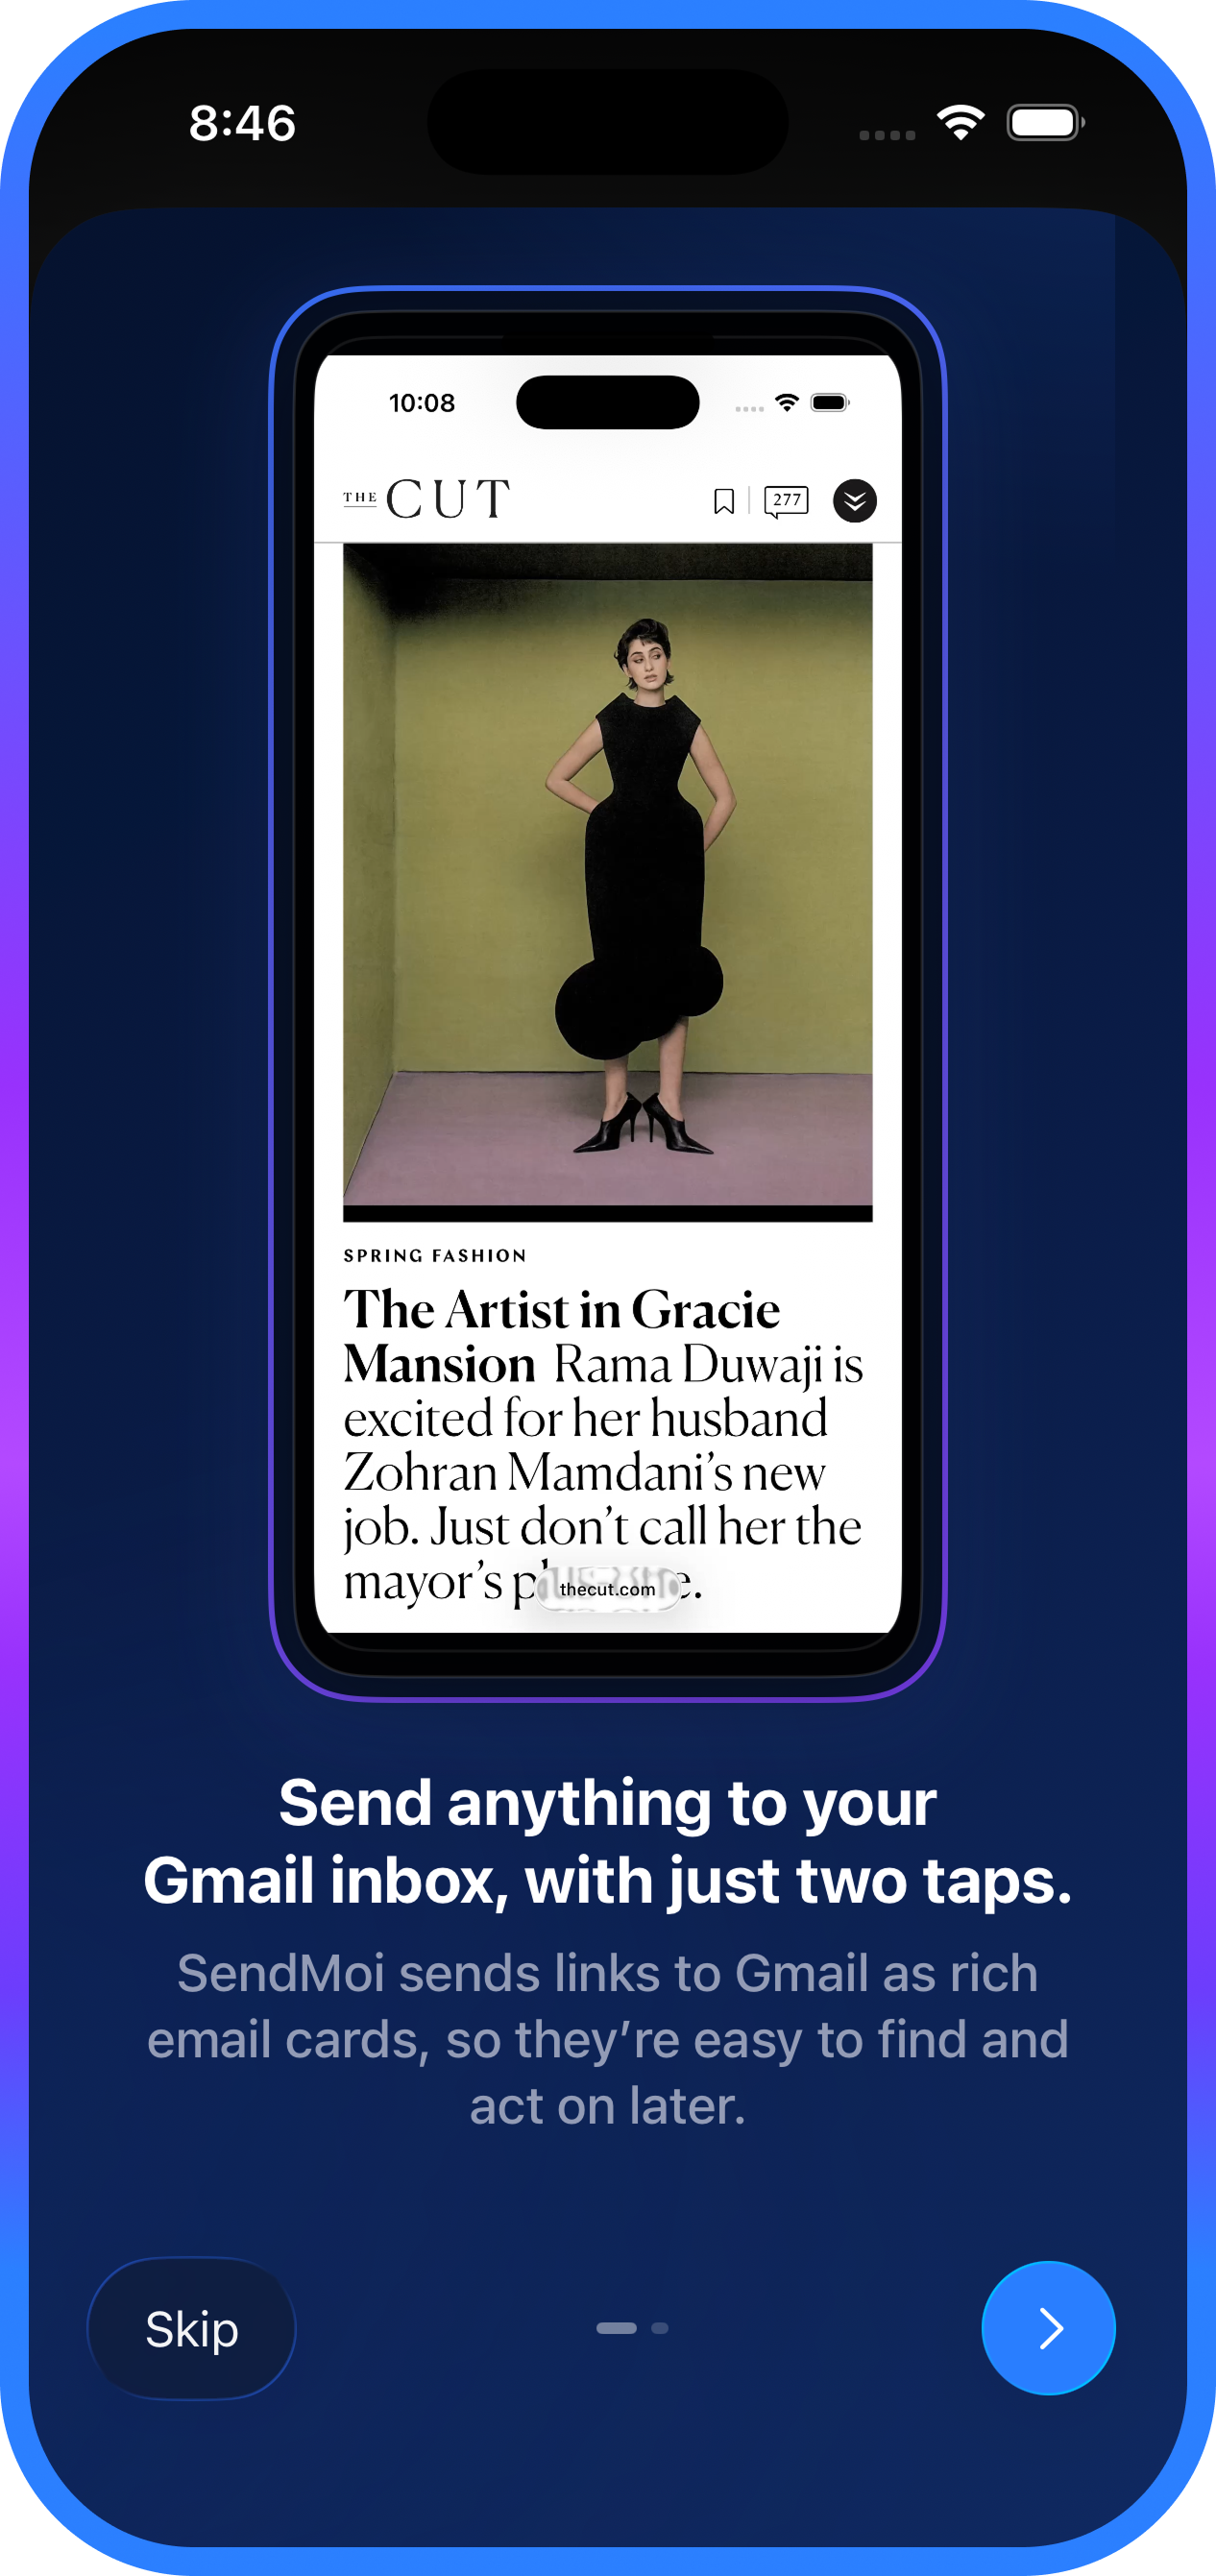 8:46
10:08
THE CUT
277
SPRING FASHION
The Artist in Gracie
Mansion Rama Duwaji is
excited for her husband
Zohran Mamdani’s new
job. Just don’t call her the
mayor’s
thecut.com
Send anything to your
Gmail inbox, with just two taps.
SendMoi sends links to Gmail as rich
email cards, so they’re easy to find and
act on later.
Skip